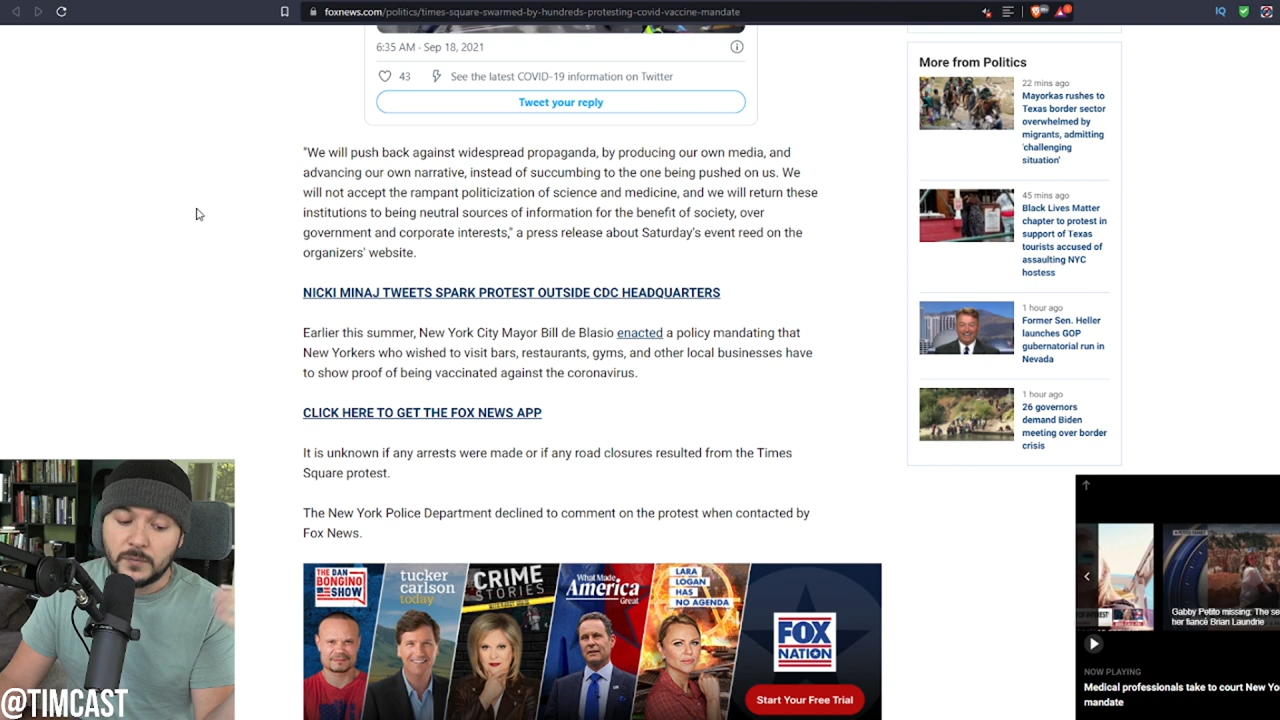 foxnews.com/politics/times-square-swarmed-by-hundreds-protesting-covid-vaccine-mandate
IQ
6:35 AM - Sep 18, 2021
43
See the latest COVID-19 information on Twitter
Tweet your reply
"We will push back against widespread propaganda, by producing our own media, and
advancing our own narrative, instead of succumbing to the one being pushed on us. We
will not accept the rampant politicization of science and medicine, and we will return these
institutions to being neutral sources of information for the benefit of society, over
government and corporate interests," a press release about Saturday's event reed on the
organizers' website.
NICKI MINAJ TWEETS SPARK PROTEST OUTSIDE CDC HEADQUARTERS
Earlier this summer, New York City Mayor Bill de Blasio enacted a policy mandating that
New Yorkers who wished to visit bars, restaurants, gyms, and other local businesses have
to show proof of being vaccinated against the coronavirus.
CLICK HERE TO GET THE FOX NEWS APP
It is unknown if any arrests were made or if any road closures resulted from the Times
Square protest.
The New York Police Department declined to comment on the protest when contacted by
Fox News.
THE DAN
BONGINO
SHOW
tucker
carlson
today
CRIME
STORIES
What Made
America
Great
LARA
LOGAN
HAS
NO AGENDA
FOX
NATION
Start Your Free Trial
More from Politics
22 mins ago
Mayorkas rushes to
Texas border sector
overwhelmed by
migrants, admitting
'challenging
situation'
45 mins ago
Black Lives Matter
chapter to protest in
support of Texas
tourists accused of
assaulting NYC
hostess
1 hour ago
Former Sen. Heller
launches GOP
gubernatorial run in
Nevada
1 hour ago
26 governors
demand Biden
meeting over border
crisis
Gabby Petito missing: The se
her fiancé Brian Laundrie
NOW PLAYING
Medical professionals take to court New Yo
mandate
@TIMCAST